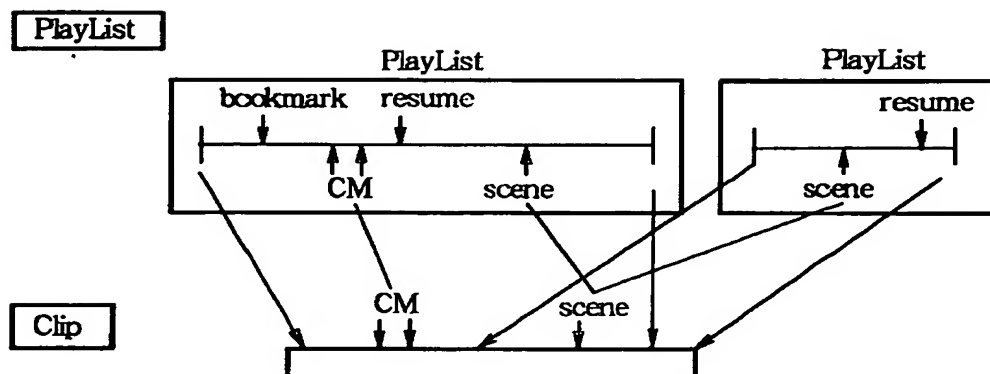 PlayList
PlayList
PlayList
bookmark resume
resume
CM
scene
scene
CM
scene
Clip